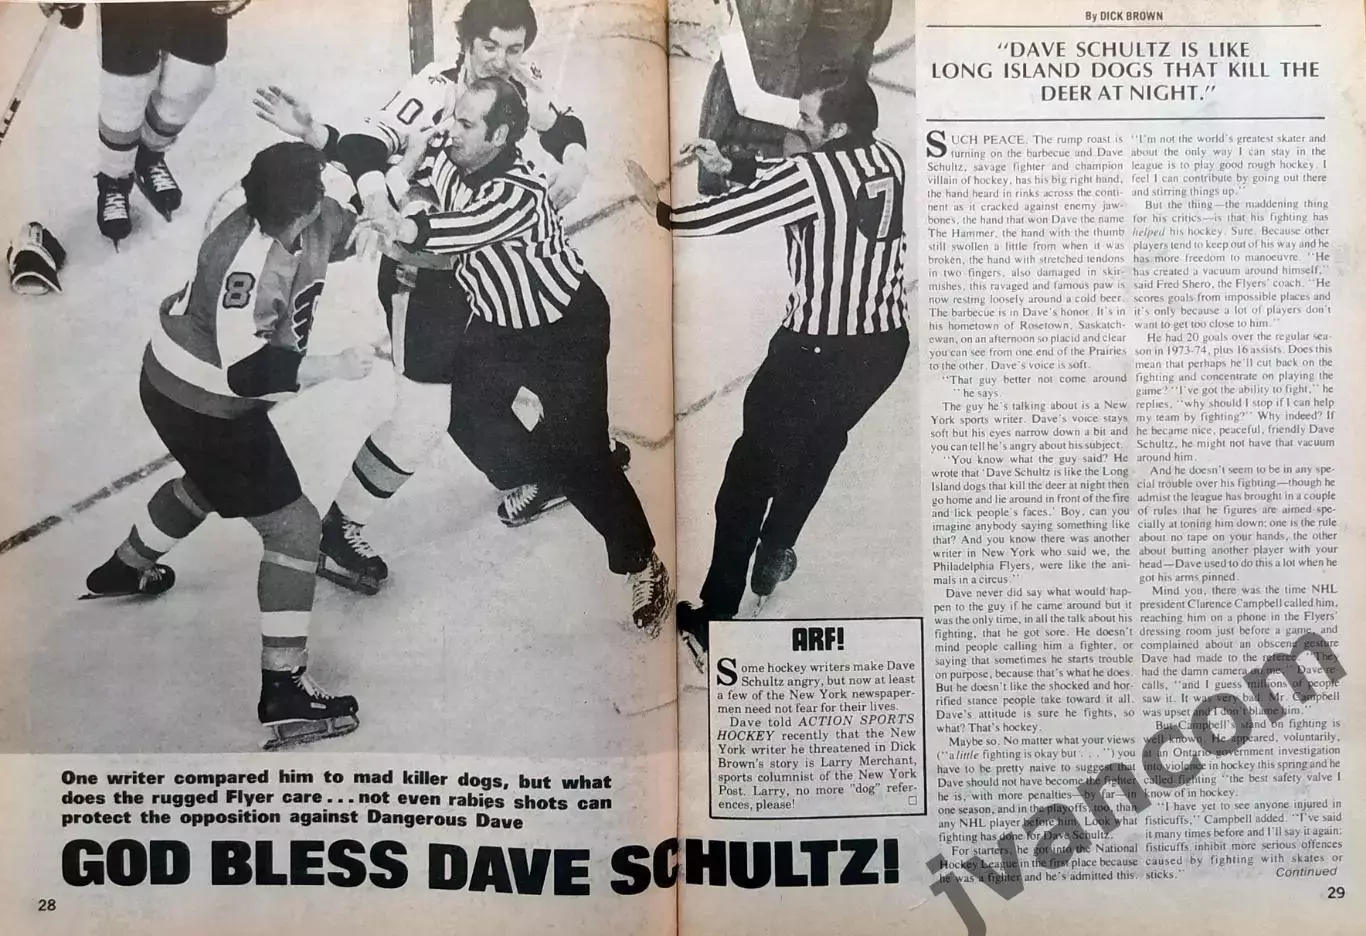 10
8
7
One writer compared him to mad killer dogs, but what
does the rugged Flyer care...not even rabies shots can
protect the opposition against Dangerous Dave
GOD BLESS DAVE SCHULTZ!
28
ARF!
Some hockey writers make Dave
Schultz angry, but now at least
a few of the New York newspaper-
men need not fear for their lives.
Dave told ACTION SPORTS
HOCKEY recently that the New
York writer he threatened in Dick
Brown's story is Larry Merchant,
sports columnist of the New York
Post. Larry, no more "dog" refer-
ences, please!
By DICK BROWN
"DAVE SCHULTZ IS LIKE
LONG ISLAND DOGS THAT KILL THE
DEER AT NIGHT."
SUCH PEACE. The rump roast is
turning on the barbecue and Dave
Schultz, savage fighter and champion
villain of hockey, has his big right hand,
the hand heard in rinks across the conti-
nent as it cracked against enemy jaw-
bones, the hand that won Dave the name
The Hammer, the hand with the thumb
still swollen a little from when it was
broken, the hand with stretched tendons
in two fingers, also damaged in skir-
mishes, this ravaged and famous paw is
now resting loosely around a cold beer.
The barbecue is in Dave's honor. It's in
his hometown of Rosetown, Saskatch-
ewan, on an afternoon so placid and clear
you can see from one end of the Prairies
to the other. Dave's voice is soft.
"That guy better not come around
" he says.
The guy he's talking about is a New
York sports writer. Dave's voice stays
soft but his eyes narrow down a bit and
you can tell he's angry about his subject.
"You know what the guy said? He
wrote that 'Dave Schultz is like the Long
Island dogs that kill the deer at night then
go home and lie around in front of the fire
and lick people's faces.' Boy, can you
imagine anybody saying something like
that? And you know there was another
writer in New York who said we, the
Philadelphia Flyers, were like the ani-
mals in a circus."
Dave never did say what would hap-
pen to the guy if he came around but it
was the only time, in all the talk about his
fighting, that he got sore. He doesn't
mind people calling him a fighter, or
saying that sometimes he starts trouble
on purpose, because that's what he does.
But he doesn't like the shocked and hor-
rified stance people take toward it all.
Dave's attitude is sure he fights, so
what? That's hockey.
Maybe so. No matter what your views
("a little fighting is okay but . . . ") you
have to be pretty naive to suggest that
Dave should not have become the fighter
he is, with more penalties—by far—in
one season, and in the playoffs, too, than
any NHL player before him. Look what
fighting has done for Dave Schultz.
For starters, he got into the National
Hockey League in the first place because
he was a fighter and he's admitted this.
"I'm not the world's greatest skater and
about the only way I can stay in the
league is to play good rough hockey. I
feel I can contribute by going out there
and stirring things up."
But the thing—the maddening thing
for his critics—is that his fighting has
helped his hockey. Sure. Because other
players tend to keep out of his way and he
has more freedom to manoeuvre. "He
has created a vacuum around himself,"
said Fred Shero, the Flyers' coach. "He
scores goals from impossible places and
it's only because a lot of players don't
want to get too close to him."
He had 20 goals over the regular sea-
son in 1973-74, plus 16 assists. Does this
mean that perhaps he'll cut back on the
fighting and concentrate on playing the
game? "I've got the ability to fight," he
replies, "why should I stop if I can help
my team by fighting?" Why indeed? If
he became nice, peaceful, friendly Dave
Schultz, he might not have that vacuum
around him.
And he doesn't seem to be in any spe-
cial trouble over his fighting—though he
admist the league has brought in a couple
of rules that he figures are aimed spe-
cially at toning him down; one is the rule
about no tape on your hands, the other
about butting another player with your
head—Dave used to do this a lot when he
got his arms pinned.
Mind you, there was the time NHL
president Clarence Campbell called him,
reaching him on a phone in the Flyers'
dressing room just before a game, and
complained about an obscene gesture
Dave had made to the referee. "They
had the damn camera on me," Dave re-
calls, "and I guess millions of people
saw it. It was very bad. Mr. Campbell
was upset and I don't blame him."
But Campbell's stand on fighting is
well known. He appeared, voluntarily,
at an Ontario government investigation
into violence in hockey this spring and he
called fighting "the best safety valve I
know of in hockey.
"I have yet to see anyone injured in
fisticuffs," Campbell added. "I've said
it many times before and I'll say it again:
fisticuffs inhibit more serious offences
caused by fighting with skates or
sticks."
Continued
29
jvan.com